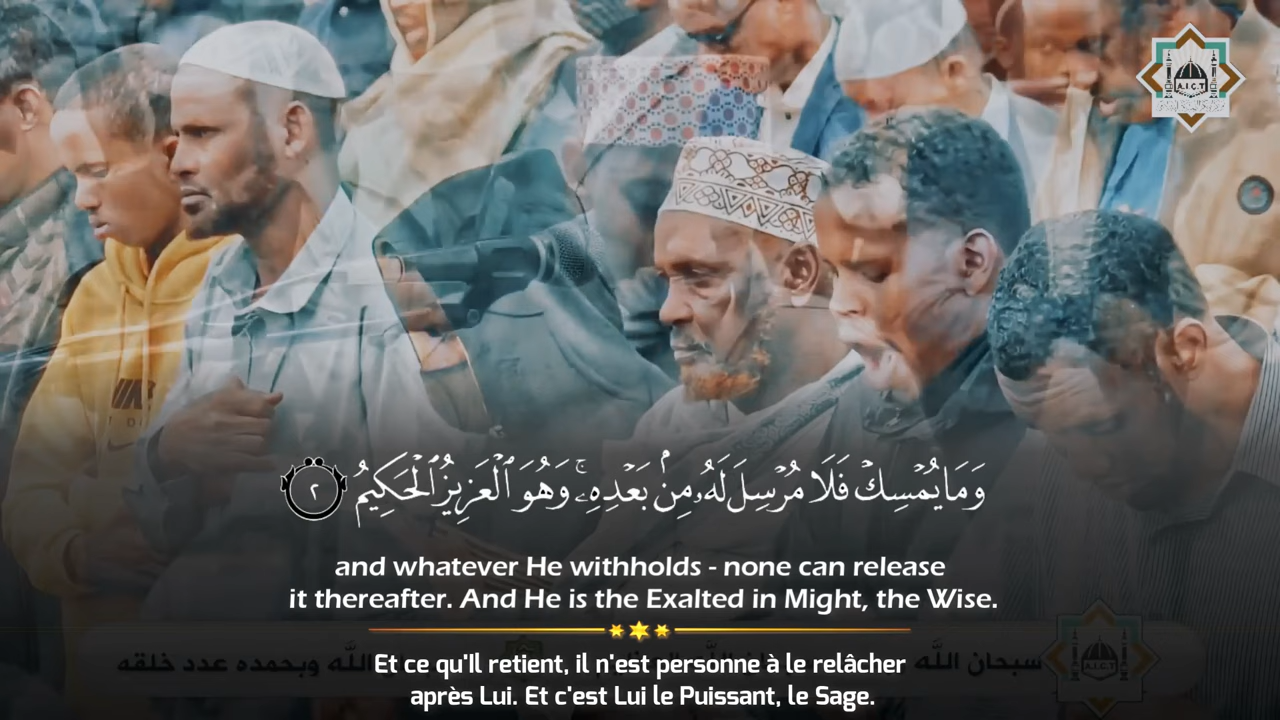 A.I.C.T
وَمَا يُمْسِكْ فَلَا مُرْسِلَ لَهُۥ مِنۢ بَعْدِهِۦ ۚ وَهُوَ ٱلْعَزِيزُ ٱلْحَكِيمُ ٢
and whatever He withholds - none can release
it thereafter. And He is the Exalted in Might, the Wise.
سبحان الله وبحمده عدد خلقه
A.I.C.T
سبحان الله
Et ce qu'Il retient, il n'est personne à le relâcher
après Lui. Et c'est Lui le Puissant, le Sage.